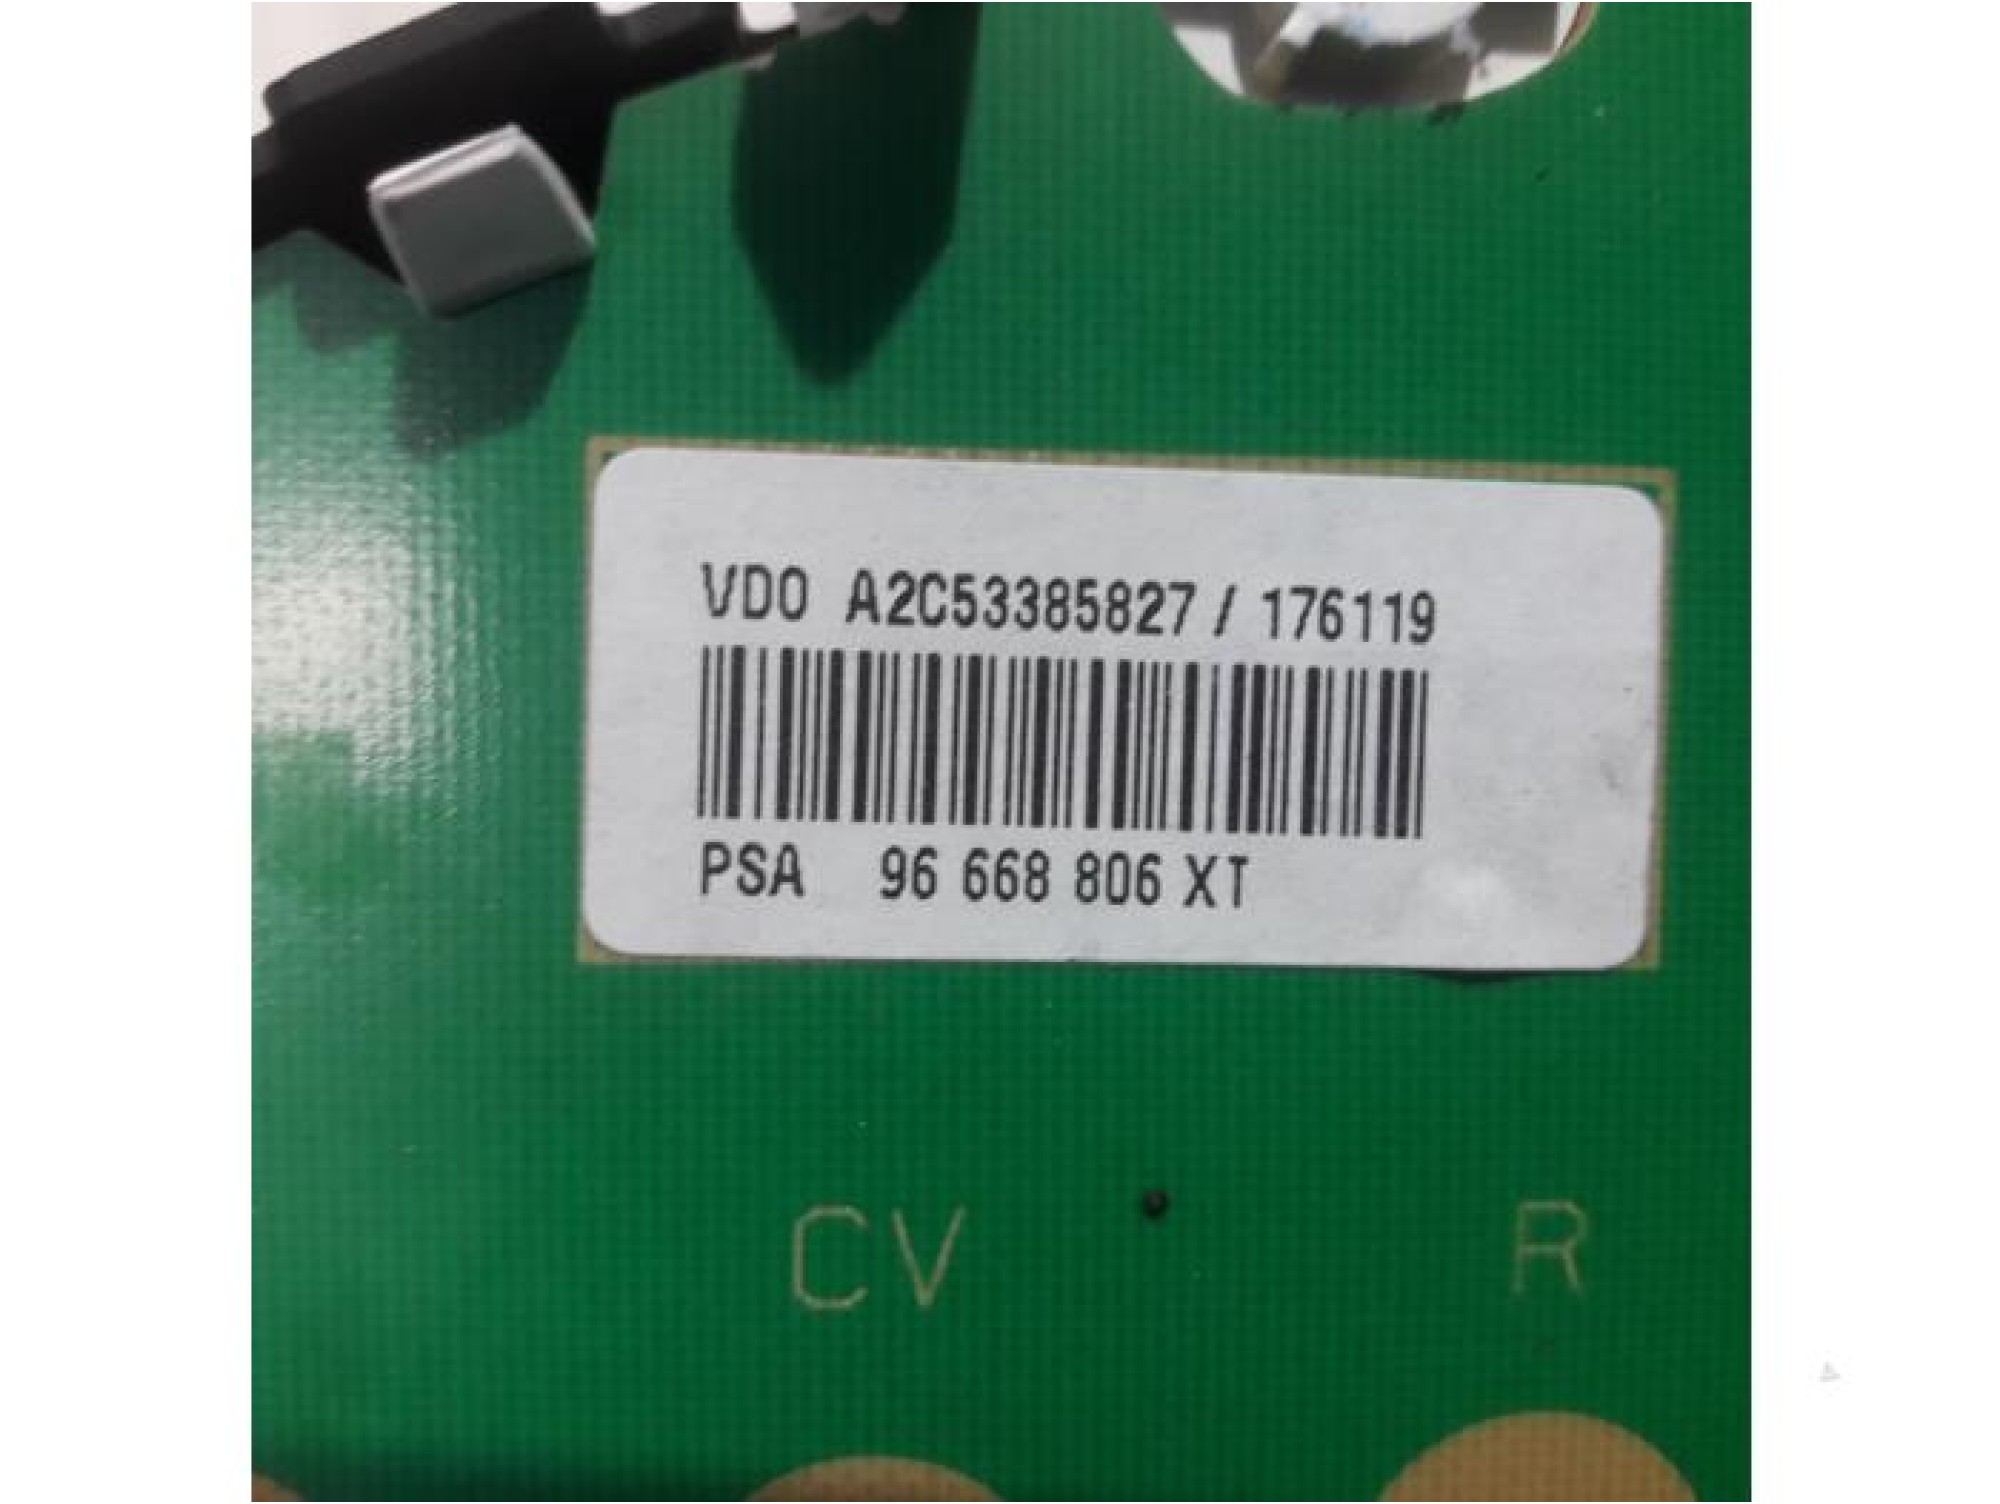 VDO A2C53385827 / 176119
PSA 96 668 806 XT
CV
R